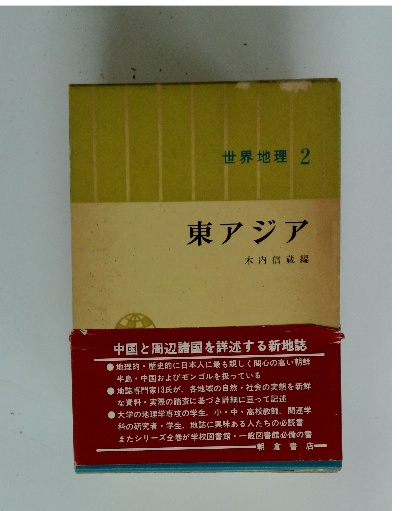 世界地理 2
東アジア
木内信蔵編
中国と周辺諸国を詳述する新地誌
●地理的・歴史的に日本人に最も親しく関心の高い朝鮮
半島・中国およびモンゴルを扱っている
●地誌専門家13氏が、各地域の自然・社会の実態を新鮮
な資料・実際の踏査に基づき詳細に亘って記述
●大学の地理学専攻の学生、小・中・高校教師、関連学
科の研究者・学生、地誌に興味ある人たちの必読書
またシリーズ全巻が学校図書館・一般図書館必備の書
朝倉書店